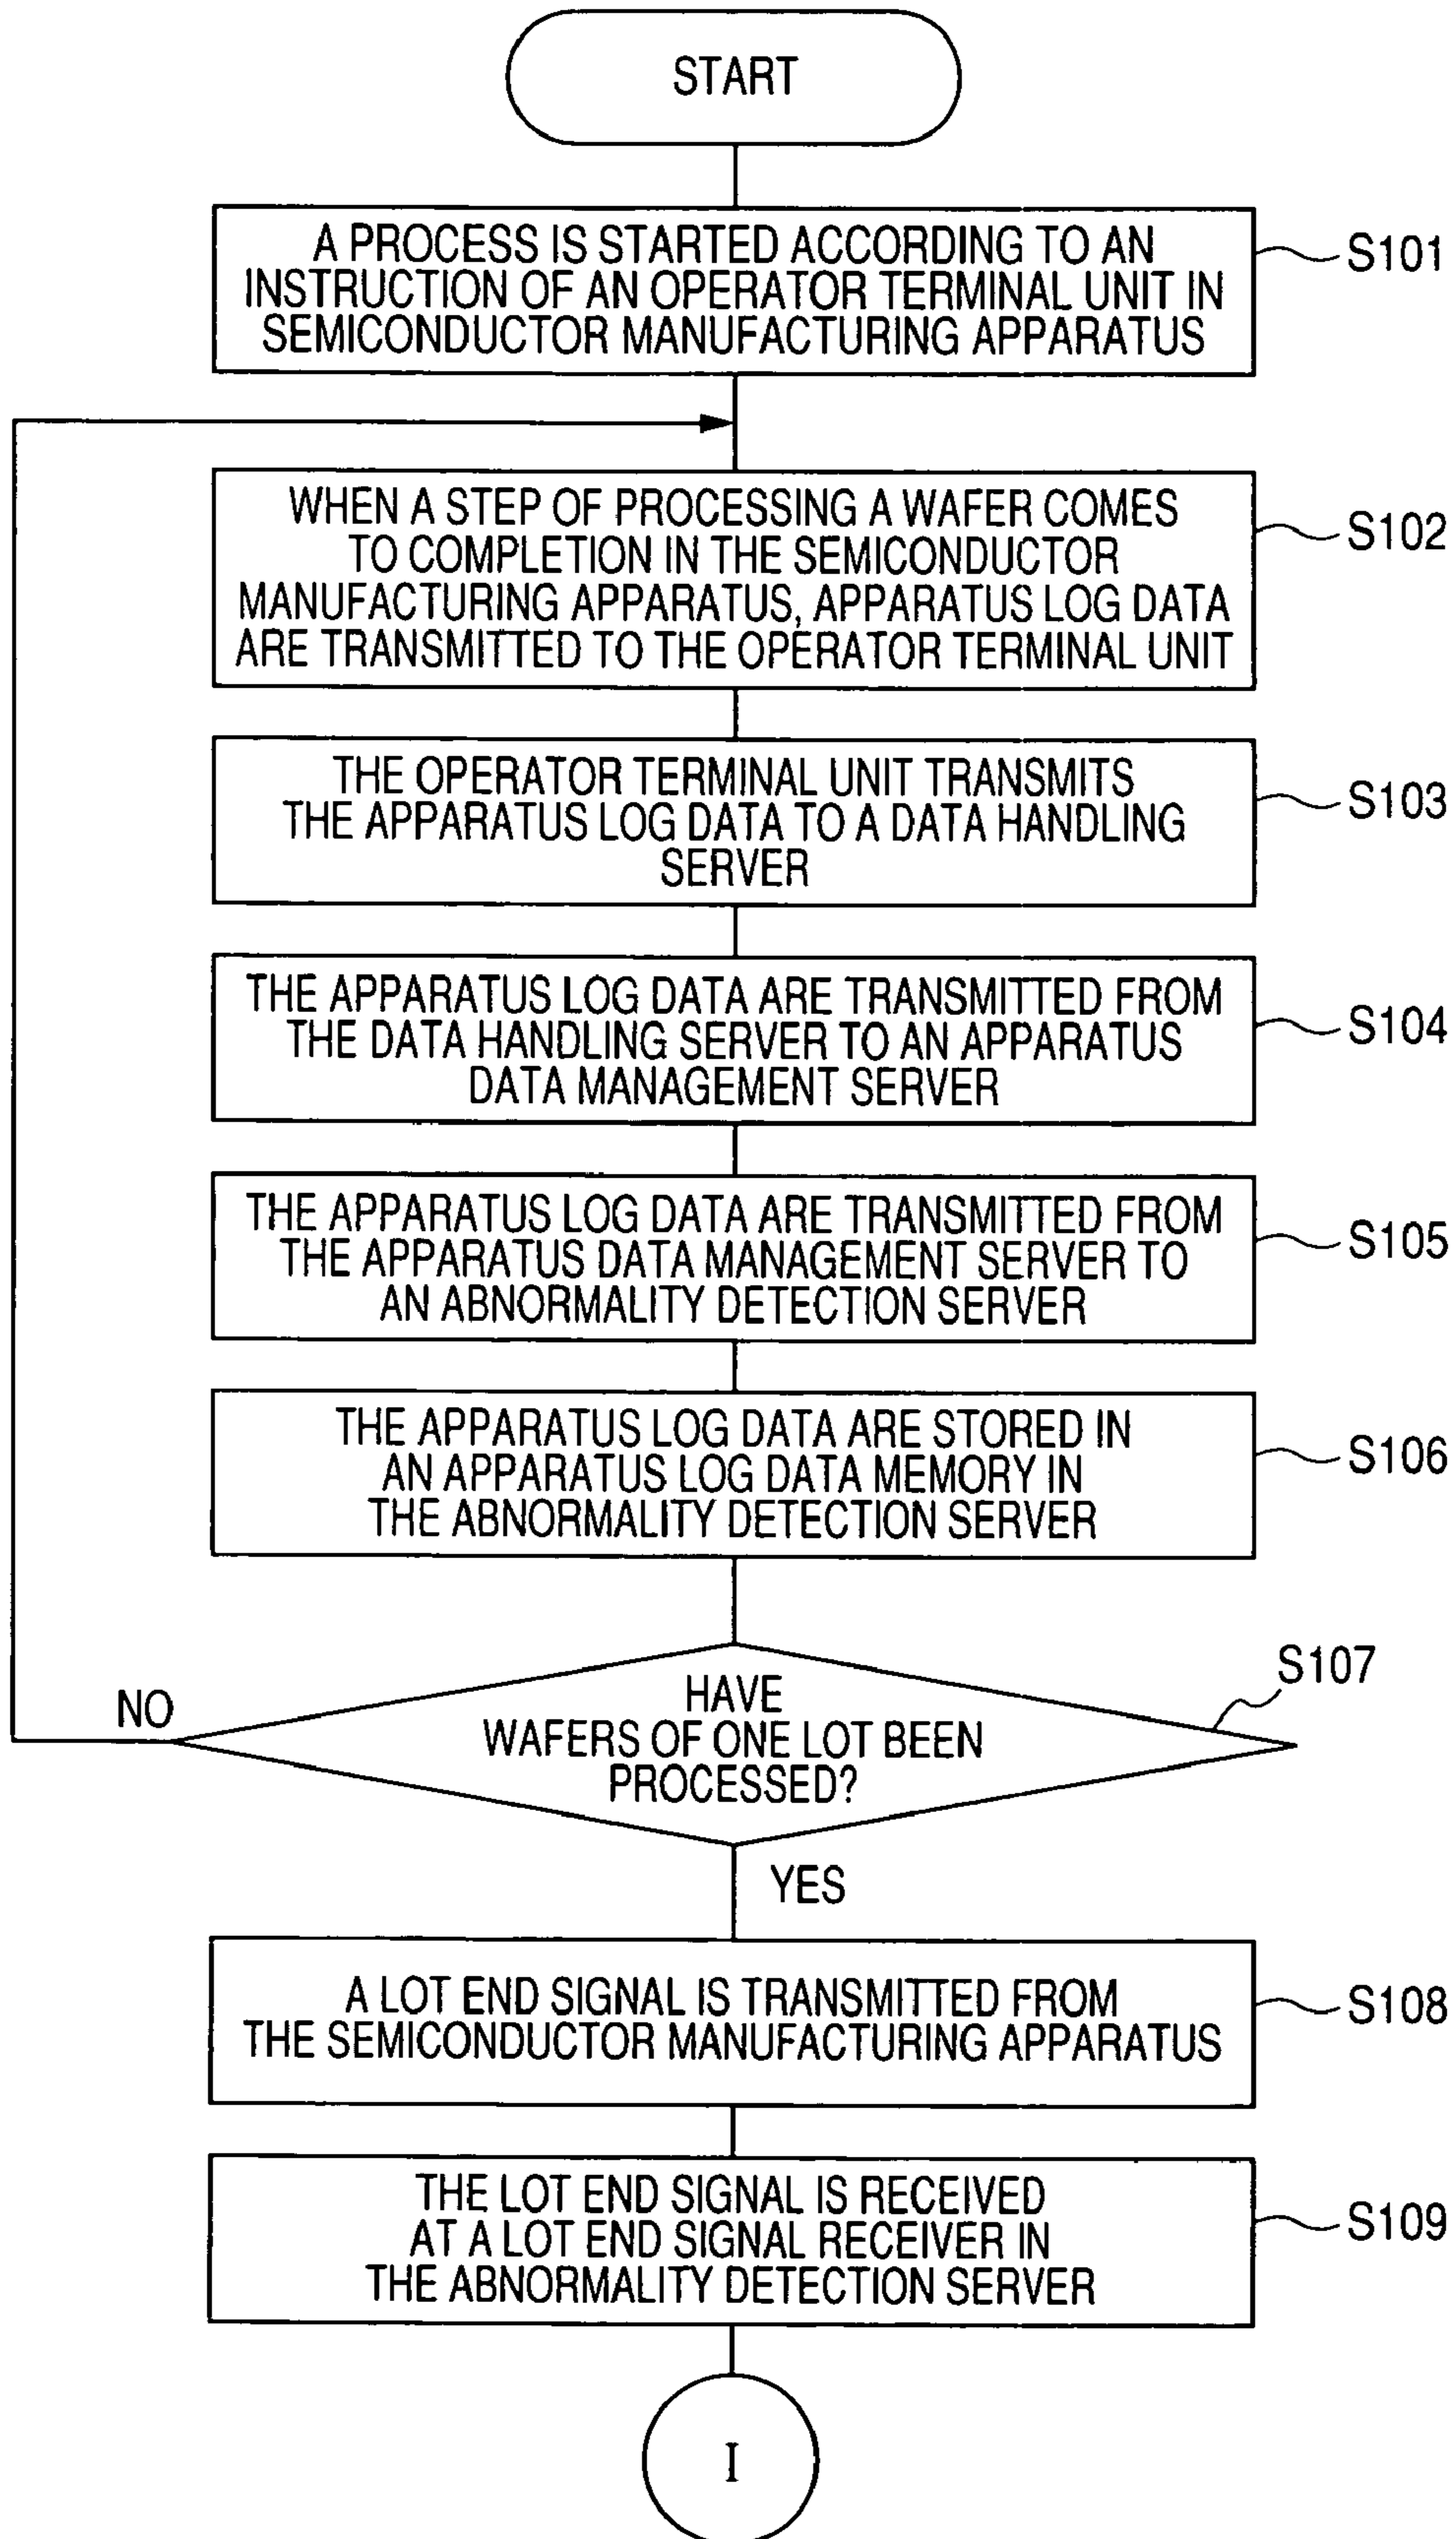 START
A PROCESS IS STARTED ACCORDING TO AN
INSTRUCTION OF AN OPERATOR TERMINAL UNIT IN
SEMICONDUCTOR MANUFACTURING APPARATUS
S101
WHEN A STEP OF PROCESSING A WAFER COMES
TO COMPLETION IN THE SEMICONDUCTOR
MANUFACTURING APPARATUS, APPARATUS LOG DATA
ARE TRANSMITTED TO THE OPERATOR TERMINAL UNIT
S102
THE OPERATOR TERMINAL UNIT TRANSMITS
THE APPARATUS LOG DATA TO A DATA HANDLING
SERVER
S103
THE APPARATUS LOG DATA ARE TRANSMITTED FROM
THE DATA HANDLING SERVER TO AN APPARATUS
DATA MANAGEMENT SERVER
S104
THE APPARATUS LOG DATA ARE TRANSMITTED FROM
THE APPARATUS DATA MANAGEMENT SERVER TO
AN ABNORMALITY DETECTION SERVER
S105
THE APPARATUS LOG DATA ARE STORED IN
AN APPARATUS LOG DATA MEMORY IN
THE ABNORMALITY DETECTION SERVER
S106
HAVE
WAFERS OF ONE LOT BEEN
PROCESSED?
S107
NO
YES
A LOT END SIGNAL IS TRANSMITTED FROM
THE SEMICONDUCTOR MANUFACTURING APPARATUS
S108
THE LOT END SIGNAL IS RECEIVED
AT A LOT END SIGNAL RECEIVER IN
THE ABNORMALITY DETECTION SERVER
S109
I